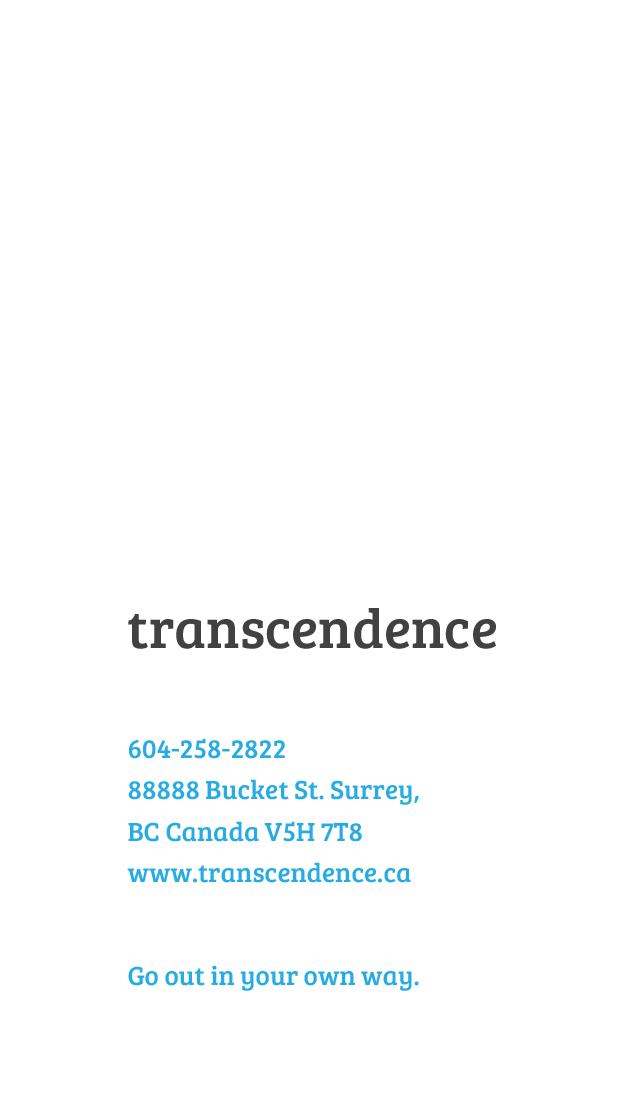 transcendence
604-258-2822
88888 Bucket St. Surrey,
BC Canada V5H 7T8
www.transcendence.ca
Go out in your own way.